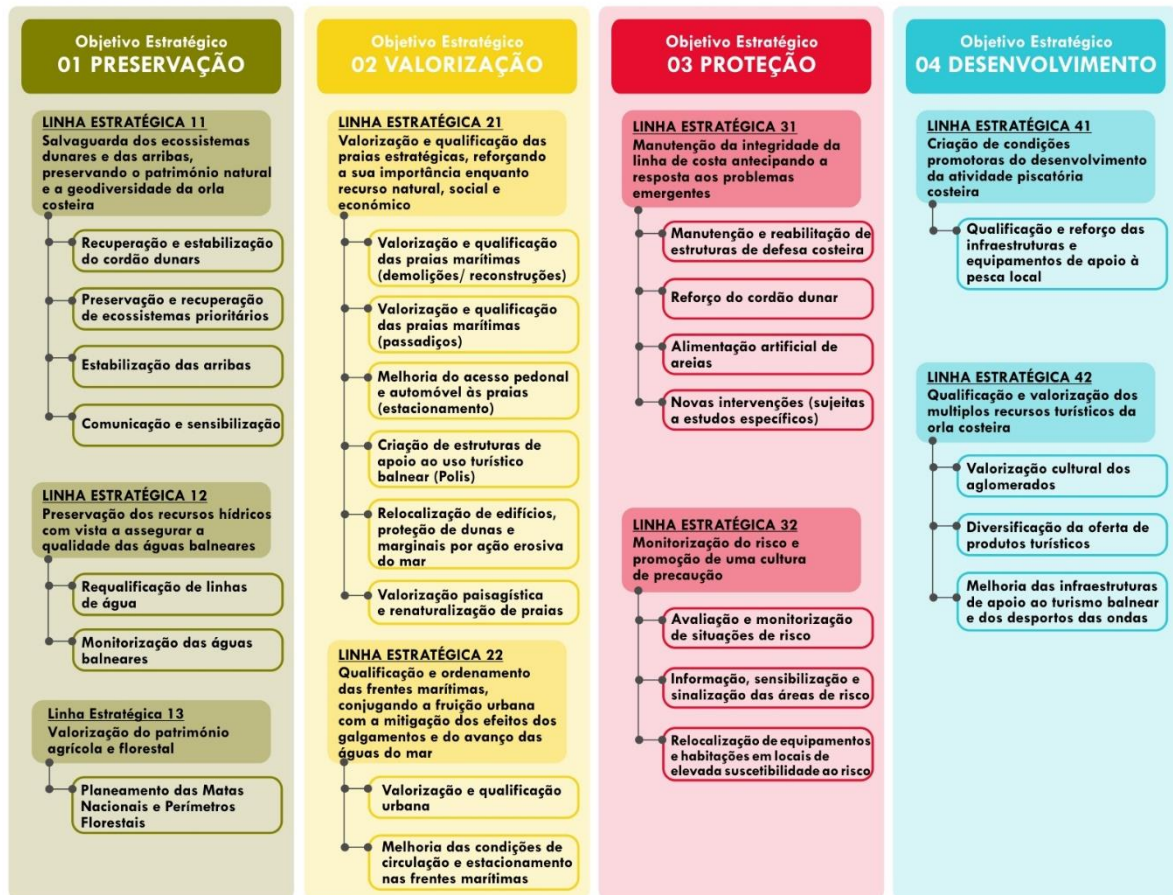 Objetivo Estratégico
01 PRESERVAÇÃO
LINHA ESTRATÉGICA 11
Salvaguarda dos ecossistemas
dunares e das arribas,
preservando o património natural
e a geodiversidade da orla
costeira
Recuperação e estabilização
do cordão dunars
Preservação e recuperação
de ecossistemas prioritários
Estabilização das arribas
Comunicação e sensibilização
LINHA ESTRATÉGICA 12
Preservação dos recursos hídricos
com vista a assegurar a
qualidade das águas balneares
Requalificação de linhas
de água
Monitorização das águas
balneares
Linha Estratégica 13
Valorização do património
agrícola e florestal
Planeamento das Matas
Nacionais e Perímetros
Florestais
Objetivo Estratégico
02 VALORIZAÇÃO
LINHA ESTRATÉGICA 21
Valorização e qualificação das
praias estratégicas, reforçando
a sua importância enquanto
recurso natural, social e
económico
Valorização e qualificação
das praias marítimas
(demolições/ reconstruções)
Valorização e qualificação
das praias marítimas
(passadiços)
Melhoria do acesso pedonal
e automóvel às praias
(estacionamento)
Criação de estruturas de
apoio ao uso turístico
balnear (Polis)
Relocalização de edifícios,
proteção de dunas e
marginais por ação erosiva
do mar
Valorização paisagística
e renaturalização de praias
LINHA ESTRATÉGICA 22
Qualificação e ordenamento
das frentes marítimas,
conjugando a fruição urbana
com a mitigação dos efeitos dos
galgamentos e do avanço das
águas do mar
Valorização e qualificação
urbana
Melhoria das condições de
circulação e estacionamento
nas frentes marítimas
Objetivo Estratégico
03 PROTEÇÃO
LINHA ESTRATÉGICA 31
Manutenção da integridade da
linha de costa antecipando a
resposta aos problemas
emergentes
Manutenção e reabilitação de
estruturas de defesa costeira
Reforço do cordão dunar
Alimentação artificial de
areias
Novas intervenções (sujeitas
a estudos específicos)
LINHA ESTRATÉGICA 32
Monitorização do risco e
promoção de uma cultura
de precaução
Avaliação e monitorização
de situações de risco
Informação, sensibilização e
sinalização das áreas de risco
Relocalização de equipamentos
e habitações em locais de
elevada suscetibilidade ao risco
Objetivo Estratégico
04 DESENVOLVIMENTO
LINHA ESTRATÉGICA 41
Criação de condições
promotoras do desenvolvimento
da atividade piscatória
costeira
Qualificação e reforço das
infraestruturas e
equipamentos de apoio à
pesca local
LINHA ESTRATÉGICA 42
Qualificação e valorização dos
multiplos recursos turísticos da
orla costeira
Valorização cultural dos
aglomerados
Diversificação da oferta de
produtos turísticos
Melhoria das infraestruturas
de apoio ao turismo balnear
e dos desportos das ondas